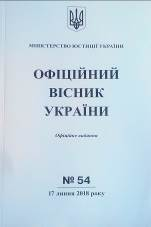 МІНІСТЕРСТВО ЮСТИЦІЇ УКРАЇНИ
ОФІЦІЙНИЙ
ВІСНИК
УКРАЇНИ
Офіційне видання
№ 54
17 липня 2018 року